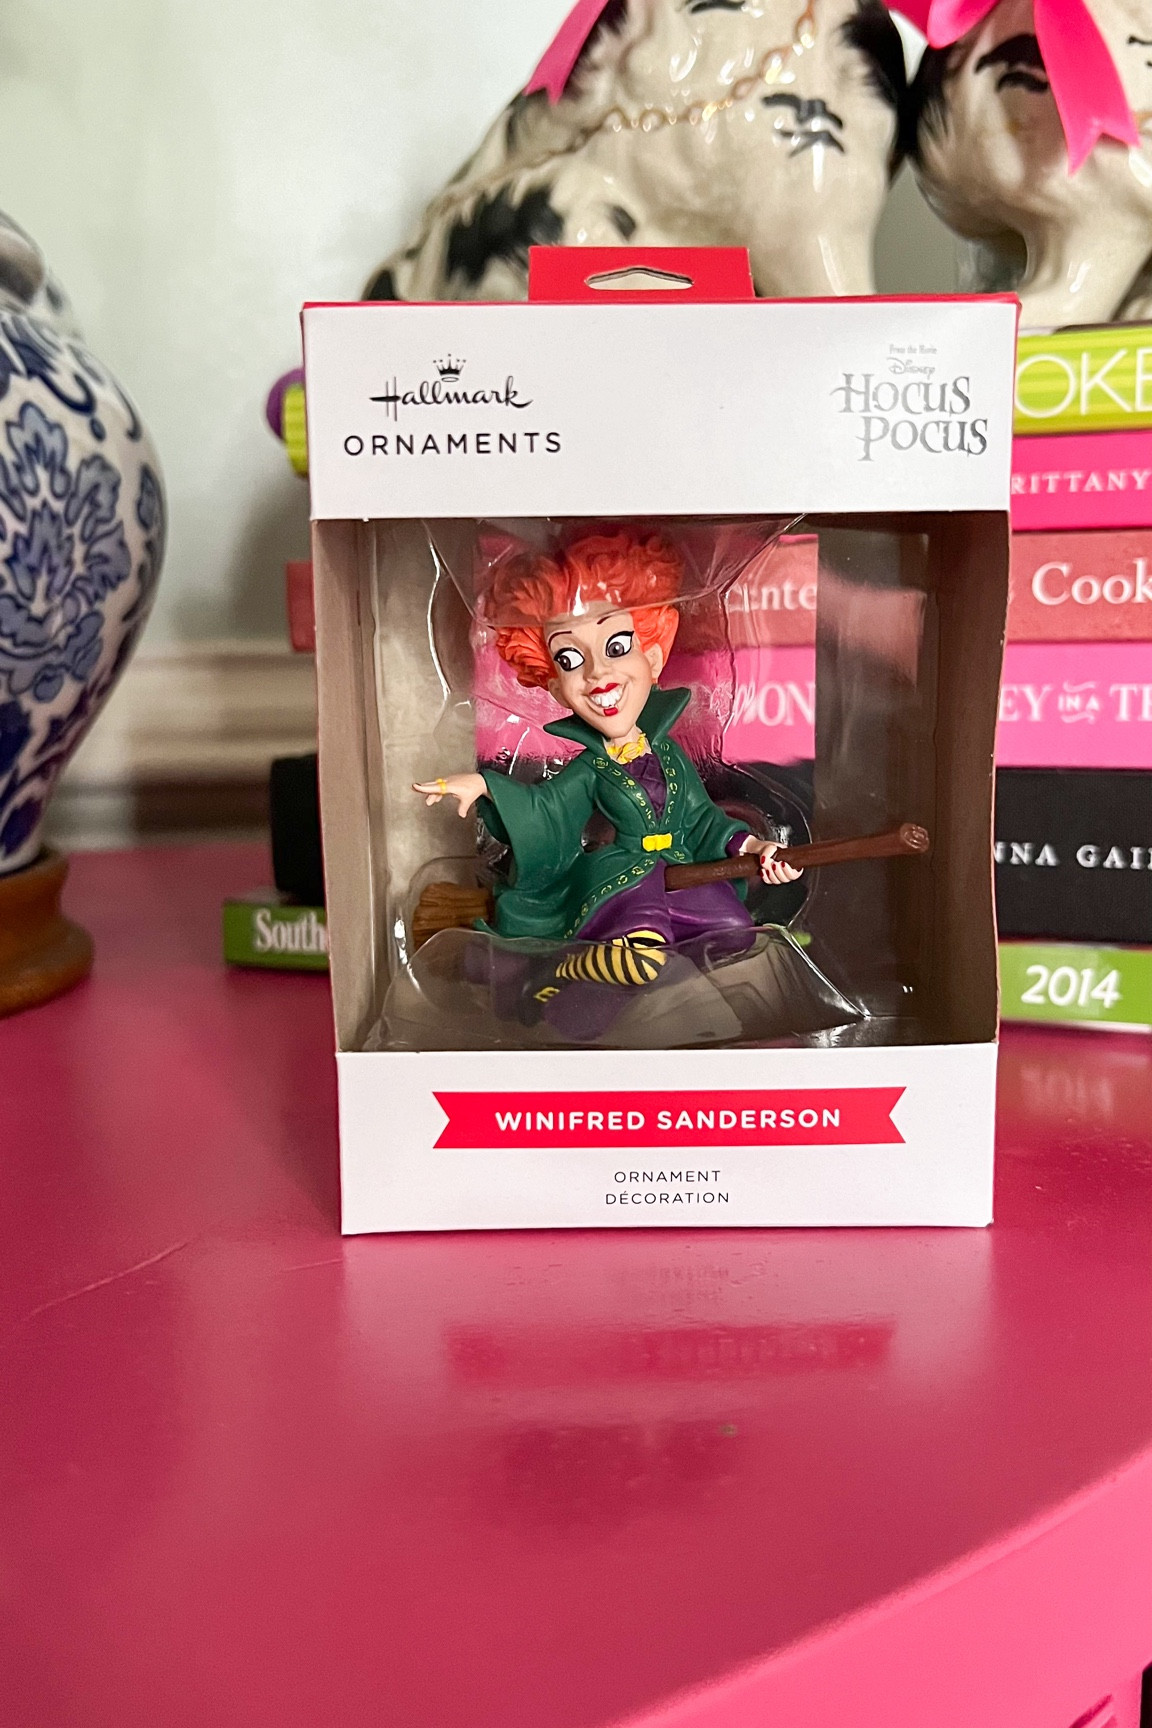 Hallmark
ORNAMENTS
From the Movie
Disney
HOCUS
POCUS
WINIFRED SANDERSON
ORNAMENT
DÉCORATION
OKE
RITTANY
Cook
EY IN A TE
NNA GAI
South
2014